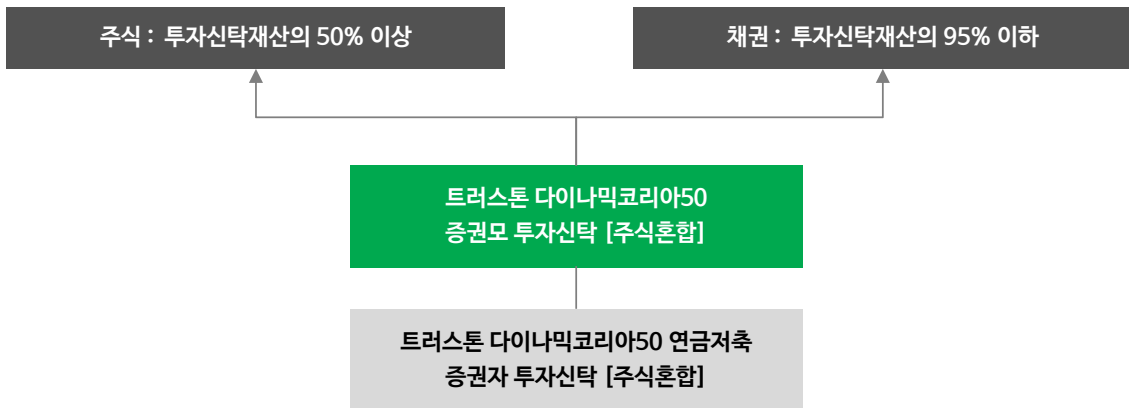 주식 : 투자신탁재산의 50% 이상
채권 : 투자신탁재산의 95% 이하
트러스톤 다이나믹코리아50
증권모 투자신탁 [주식혼합]
트러스톤 다이나믹코리아50 연금저축
증권자 투자신탁 [주식혼합]